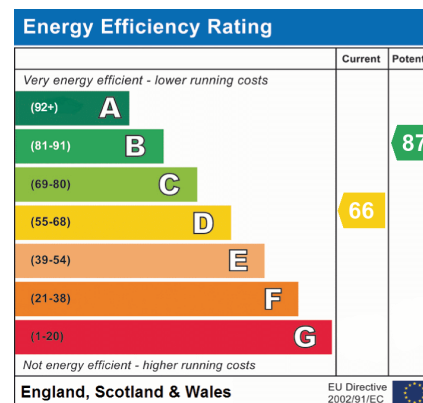 Energy Efficiency Rating
Current Potent
Very energy efficient - lower running costs
(92+) A
(81-91) B
87
(69-80) C
(55-68) D
66
(39-54) E
(21-38) F
(1-20) G
Not energy efficient - higher running costs
England, Scotland & Wales
EU Directive
2002/91/EC